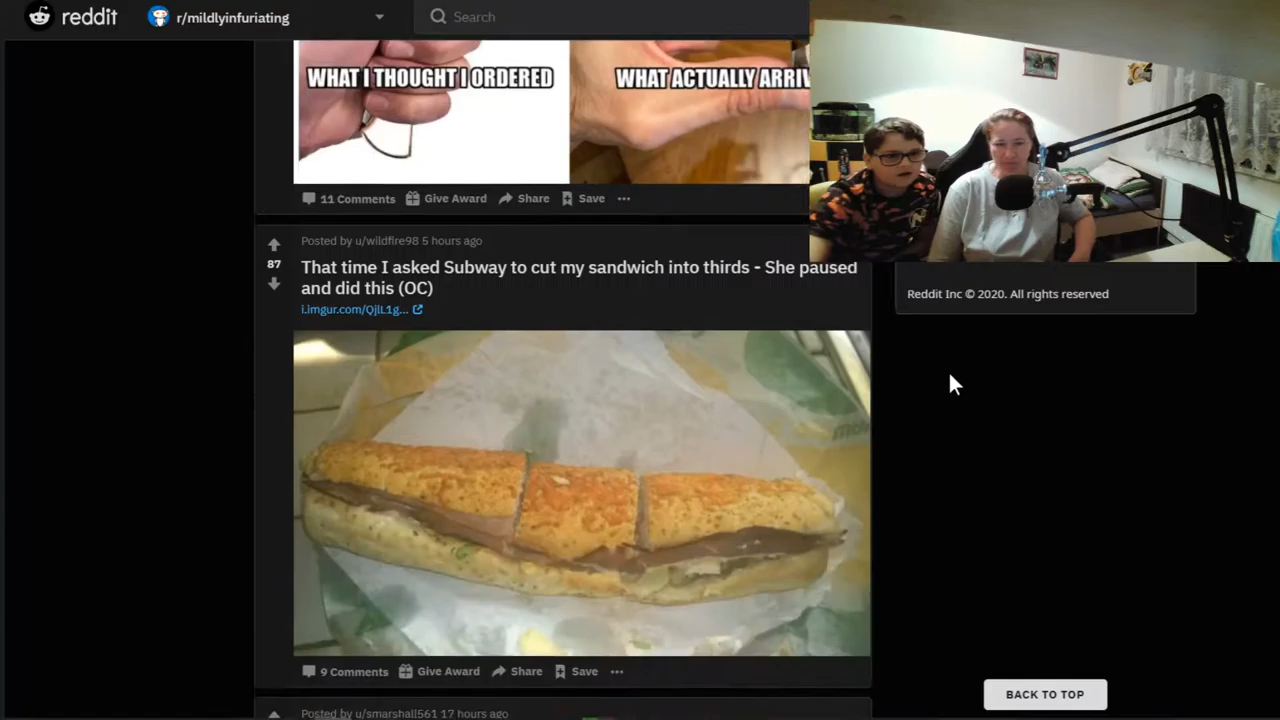 reddit
r/mildlyinfuriating
Search
WHAT I THOUGHT I ORDERED
WHAT ACTUALLY ARRIV
11 Comments
Give Award
Share
Save
Posted by u/wildfire98 5 hours ago
87
That time I asked Subway to cut my sandwich into thirds - She paused
and did this (OC)
i.imgur.com/QjlL1g...
Reddit Inc © 2020. All rights reserved
9 Comments
Give Award
Share
Save
BACK TO TOP
Posted by u/smarshall561 17 hours ago